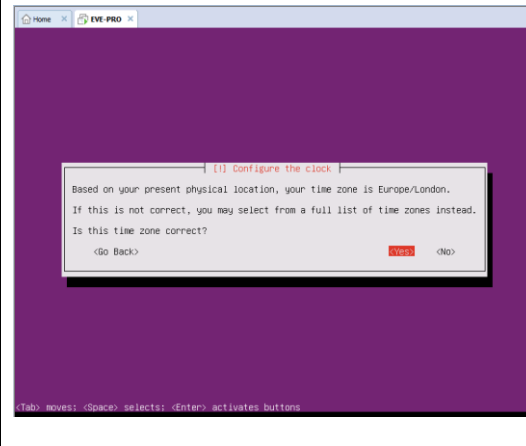 Home × EVE-PRO ×
[!] Configure the clock
Based on your present physical location, your time zone is Europe/London.
If this is not correct, you may select from a full list of time zones instead.
Is this time zone correct?
<Go Back> <Yes> <No>
<Tab> moves; <Space> selects; <Enter> activates buttons